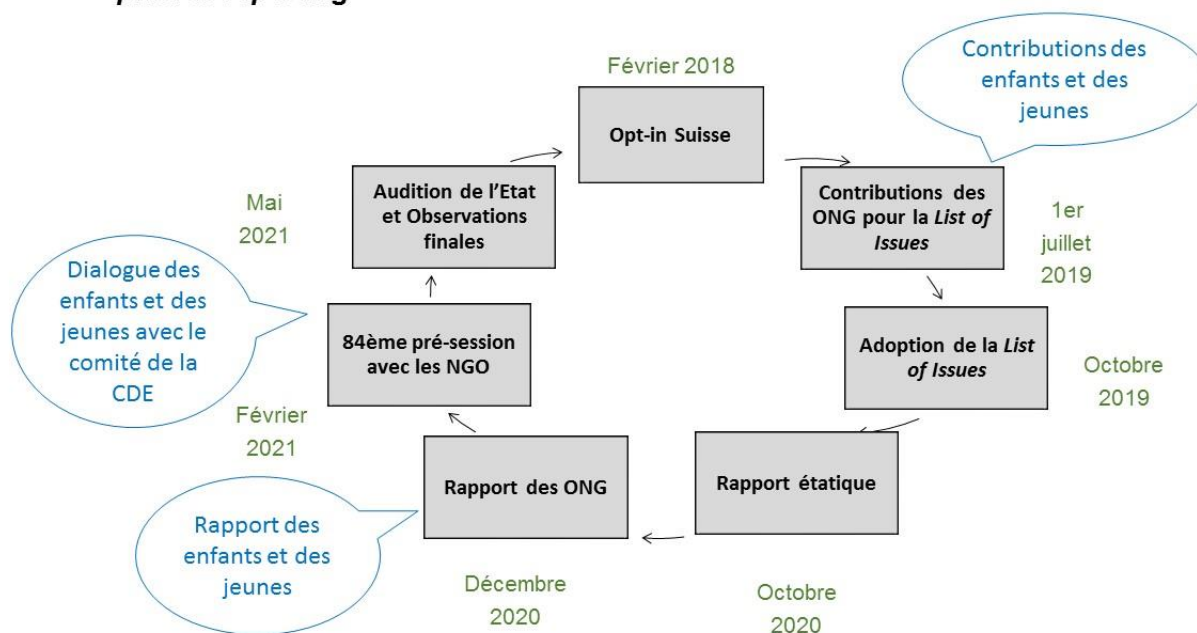 Février 2018
Opt-in Suisse
Contributions des
enfants et des
jeunes
Contributions des
ONG pour la List of
Issues
1er
juillet
2019
Adoption de la List
of Issues
Octobre
2019
Rapport étatique
Octobre
2020
Rapport des ONG
Décembre
2020
Rapport des
enfants et des
jeunes
84ème pré-session
avec les NGO
Février
2021
Dialogue des
enfants et des
jeunes avec le
comité de la
CDE
Audition de l’Etat
et Observations
finales
Mai
2021